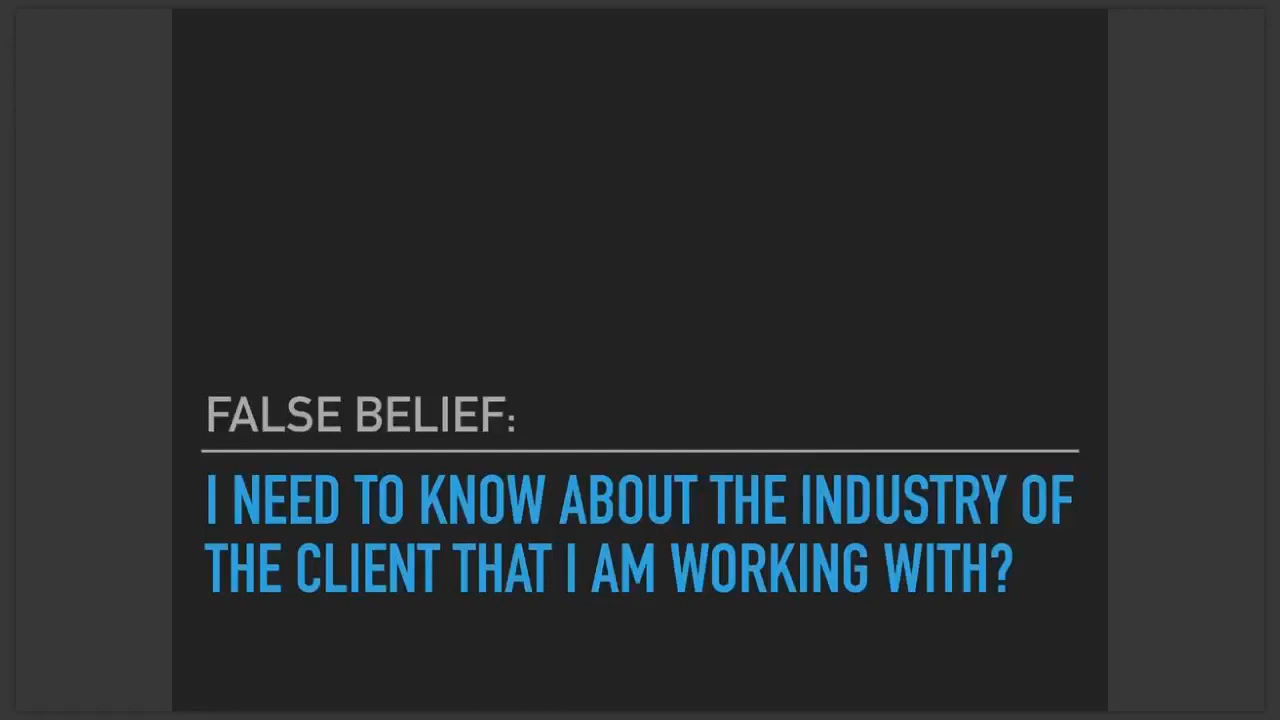 FALSE BELIEF:
I NEED TO KNOW ABOUT THE INDUSTRY OF
THE CLIENT THAT I AM WORKING WITH?